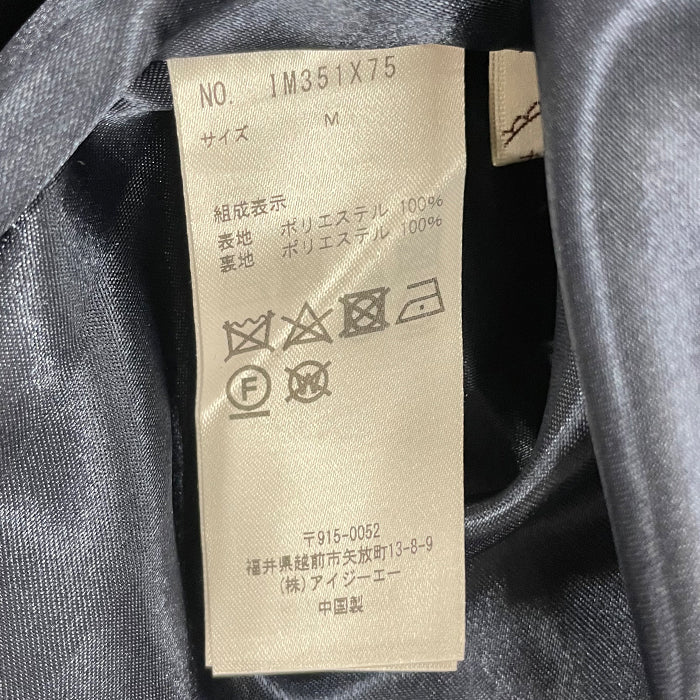 NO. IM351X75
サイズ M
組成表示
表地 ポリエステル 100%
裏地 ポリエステル 100%
F W
〒915-0052
福井県越前市矢放町13-8-9
(株)アイジーエー
中国製